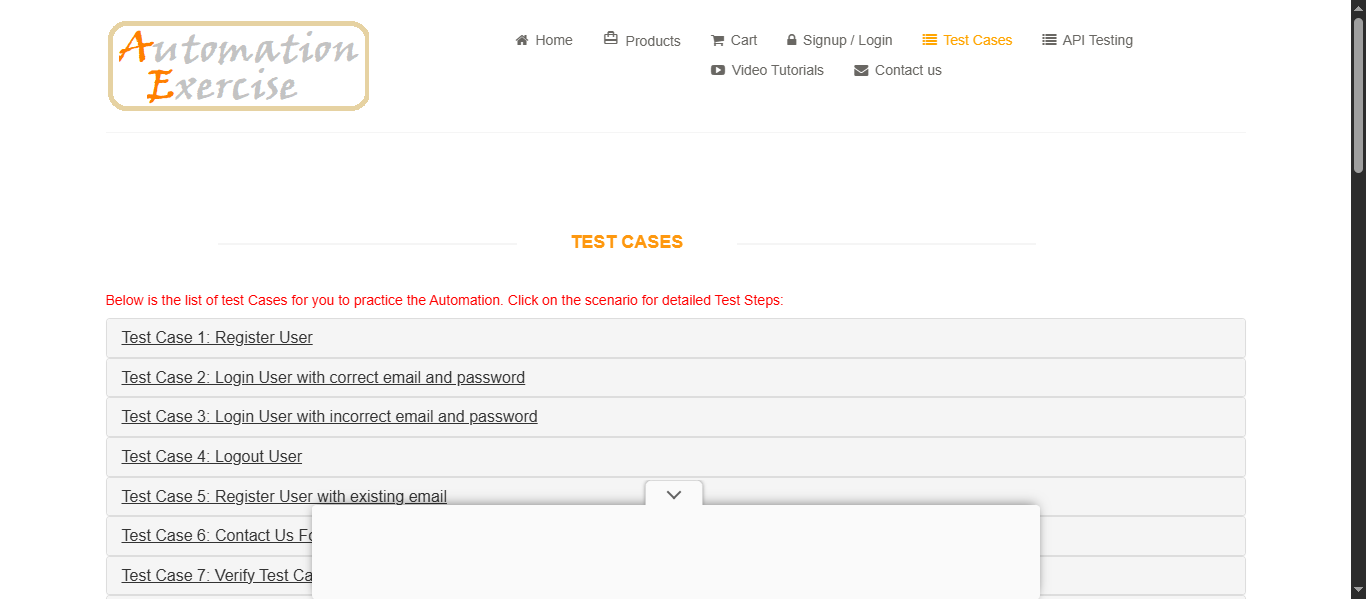 Automation
Exercise
Home Products Cart Signup / Login Test Cases API Testing
Video Tutorials Contact us
TEST CASES
Below is the list of test Cases for you to practice the Automation. Click on the scenario for detailed Test Steps:
Test Case 1: Register User
Test Case 2: Login User with correct email and password
Test Case 3: Login User with incorrect email and password
Test Case 4: Logout User
Test Case 5: Register User with existing email
Test Case 6: Contact Us
Test Case 7: Verify Test